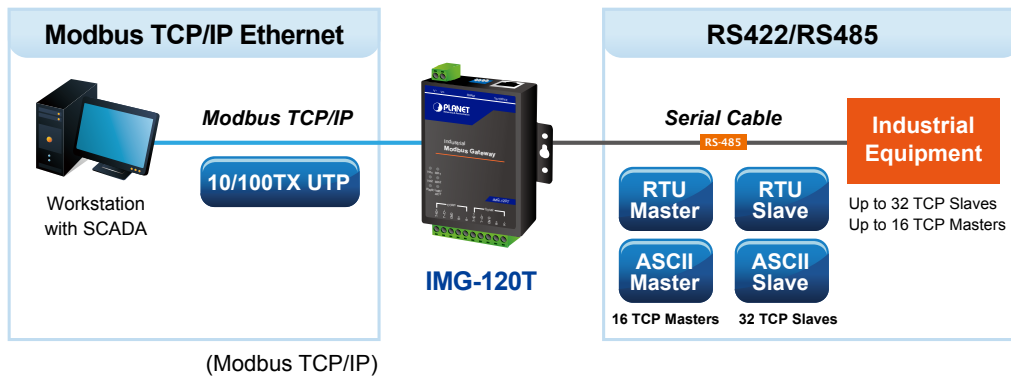 Modbus TCP/IP Ethernet
RS422/RS485
Modbus TCP/IP
10/100TX UTP
Workstation
with SCADA
PLANET
Industrial
Modbus Gateway
IMG-120T
IMG-120T
Serial Cable
RS-485
Industrial
Equipment
RTU
Master
RTU
Slave
Up to 32 TCP Slaves
Up to 16 TCP Masters
ASCII
Master
ASCII
Slave
16 TCP Masters
32 TCP Slaves
(Modbus TCP/IP)